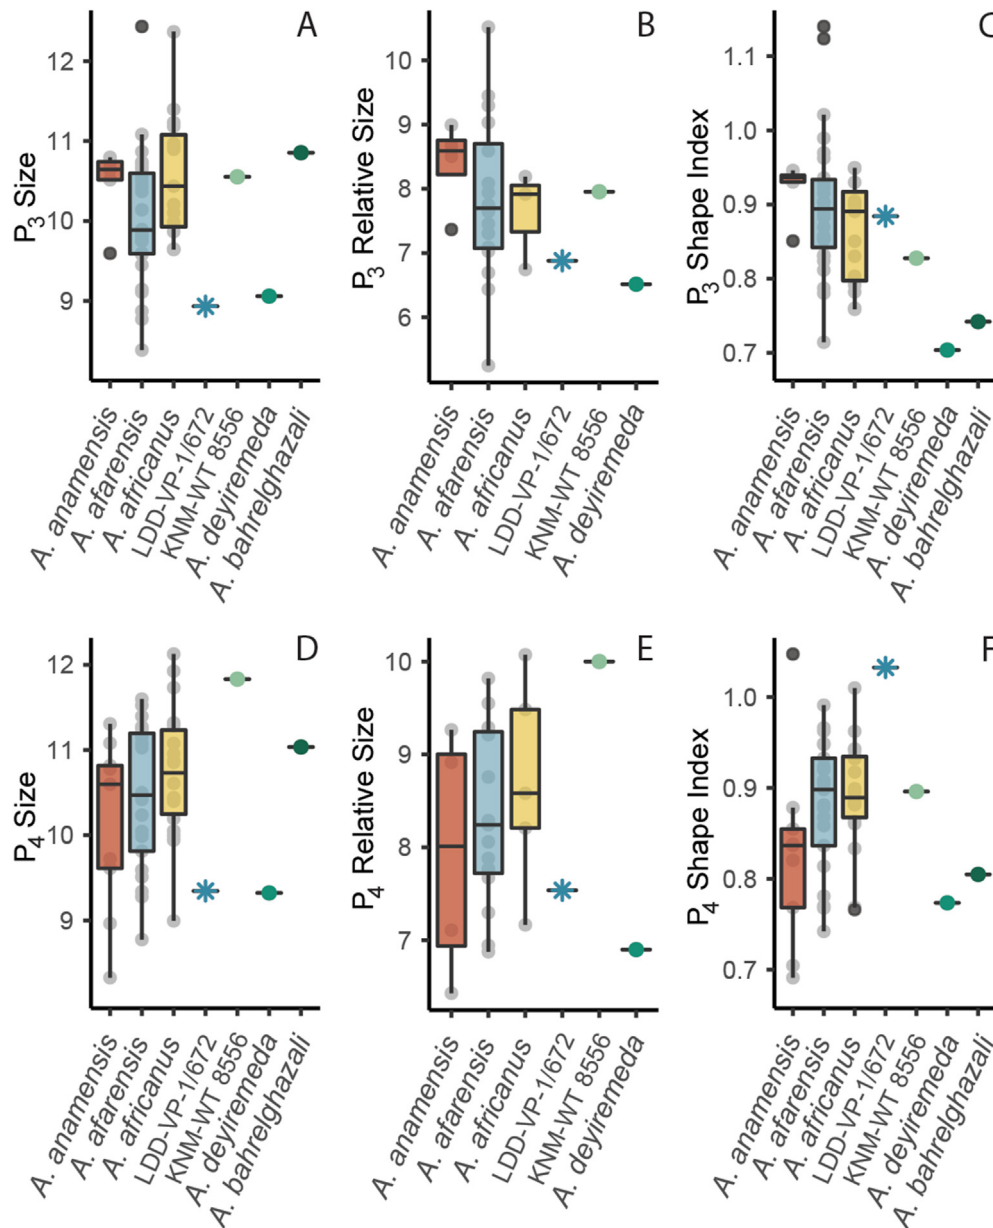 A
P3 Size
12
11
10
9
A. anamensis
A. afarensis
A. africanus
LDD-VP-1/672
KNM-WT 8556
A. deyiremeda
A. bahrelghazali
B
P3 Relative Size
10
9
8
7
6
A. anamensis
A. afarensis
A. africanus
LDD-VP-1/672
KNM-WT 8556
A. deyiremeda
C
P3 Shape Index
1.1
1.0
0.9
0.8
0.7
A. anamensis
A. afarensis
A. africanus
LDD-VP-1/672
KNM-WT 8556
A. deyiremeda
A. bahrelghazali
D
P4 Size
12
11
10
9
A. anamensis
A. afarensis
A. africanus
LDD-VP-1/672
KNM-WT 8556
A. deyiremeda
A. bahrelghazali
E
P4 Relative Size
10
9
8
7
A. anamensis
A. afarensis
A. africanus
LDD-VP-1/672
KNM-WT 8556
A. deyiremeda
F
P4 Shape Index
1.0
0.9
0.8
0.7
A. anamensis
A. afarensis
A. africanus
LDD-VP-1/672
KNM-WT 8556
A. deyiremeda
A. bahrelghazali